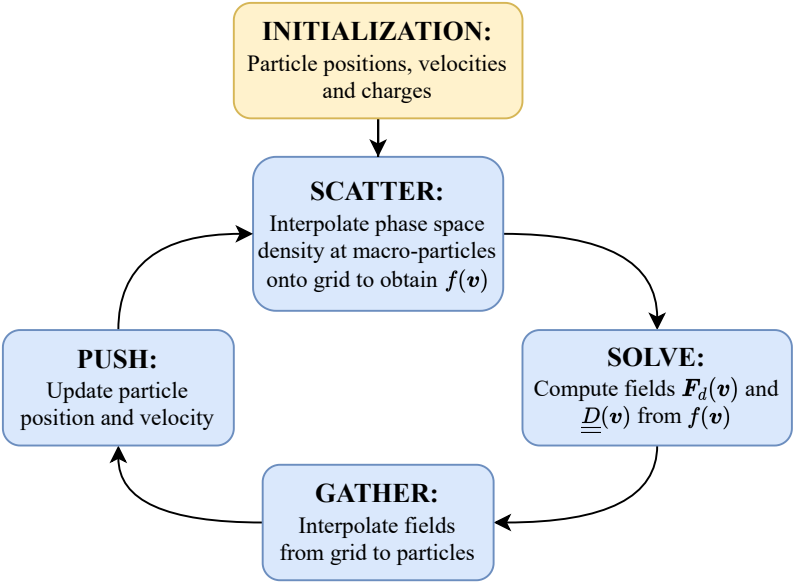 INITIALIZATION:
Particle positions, velocities
and charges
SCATTER:
Interpolate phase space
density at macro-particles
onto grid to obtain f(v)
PUSH:
Update particle
position and velocity
SOLVE:
Compute fields F_d(v) and
D(v) from f(v)
GATHER:
Interpolate fields
from grid to particles